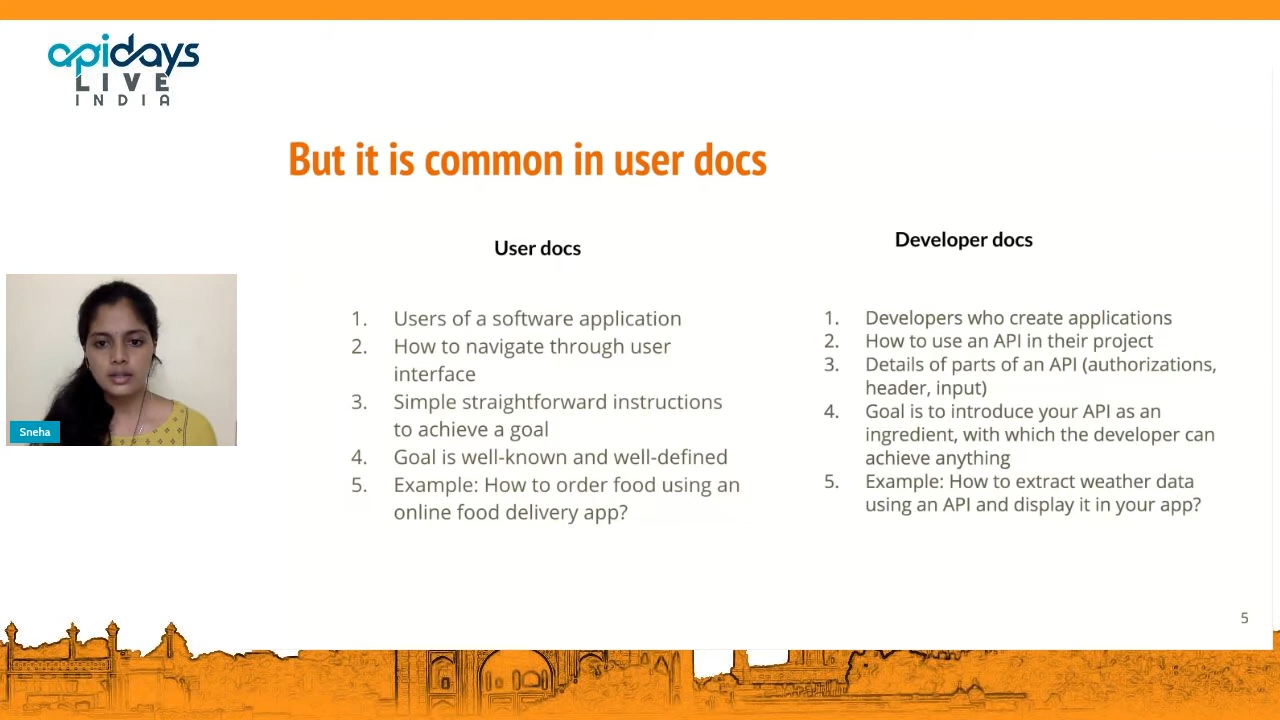 apidays
LIVE
INDIA
But it is common in user docs
User docs
1. Users of a software application
2. How to navigate through user
interface
3. Simple straightforward instructions
to achieve a goal
4. Goal is well-known and well-defined
5. Example: How to order food using an
online food delivery app?
Developer docs
1. Developers who create applications
2. How to use an API in their project
3. Details of parts of an API (authorizations,
header, input)
4. Goal is to introduce your API as an
ingredient, with which the developer can
achieve anything
5. Example: How to extract weather data
using an API and display it in your app?
Sneha
5